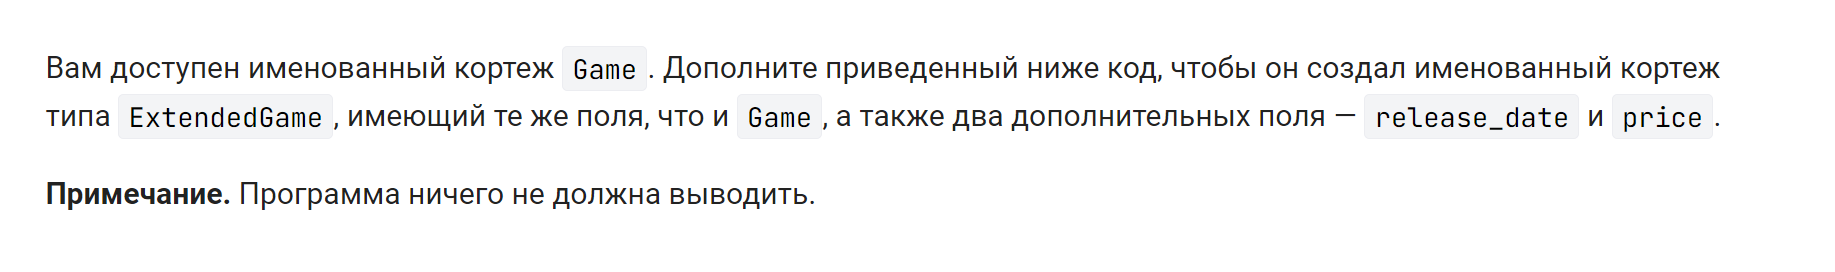 Вам доступен именованный кортеж Game. Дополните приведенный ниже код, чтобы он создал именованный кортеж
типа ExtendedGame, имеющий те же поля, что и Game, а также два дополнительных поля — release_date и price.
Примечание. Программа ничего не должна выводить.